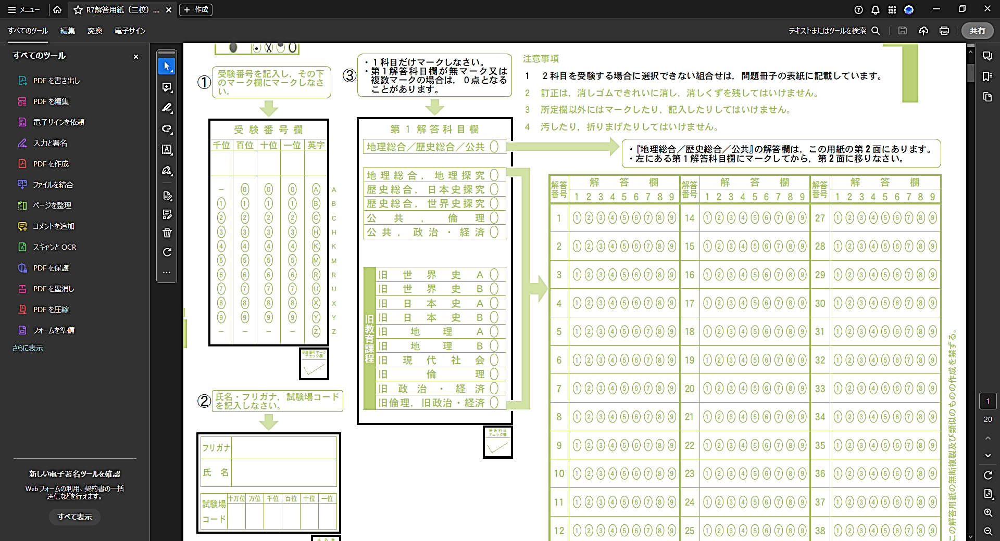 メニュー
R7解答用紙（三校）....
作成
すべてのツール
編集
変換
電子サイン
テキストまたはツールを検索
共有
すべてのツール
PDF を書き出し
PDF を編集
電子サインを依頼
入力と署名
PDF を作成
ファイルを結合
ページを整理
コメントを追加
スキャンと OCR
PDF を保護
PDF を墨消し
PDF を圧縮
フォームを準備
さらに表示
新しい電子署名ツールを確認
Web フォームの利用、契約書の一括
送信などを行えます。
すべて表示
①
受験番号を記入し，その下
のマーク欄にマークしなさ
い。
受験番号欄
千位 百位 十位 一位 英字
－ 0 0 0 A A
1 1 1 1 B B
2 2 2 2 C C
3 3 3 3 H H
4 4 4 4 K K
5 5 5 5 M M
6 6 6 6 R R
7 7 7 7 U U
8 8 8 8 X X
9 9 9 9 Y Y
－ － － － Z Z
受験番号マーク
チェック欄
②
氏名・フリガナ，試験場コード
を記入しなさい。
フリガナ
氏 名
試験場
コード
十万位 万位 千位 百位 十位 一位
③
・１科目だけマークしなさい。
・第１解答科目欄が無マーク又は
複数マークの場合は，０点となる
ことがあります。
第１解答科目欄
地理総合／歴史総合／公共
地理総合，地理探究
歴史総合，日本史探究
歴史総合，世界史探究
公共，倫理
公共，政治・経済
旧教育課程
旧世界史A
旧世界史B
旧日本史A
旧日本史B
旧地理A
旧地理B
旧現代社会
旧倫理
旧政治・経済
旧倫理，旧政治・経済
解答科目
チェック欄
注意事項
1 ２科目を受験する場合に選択できない組合せは，問題冊子の表紙に記載しています。
2 訂正は，消しゴムできれいに消し，消しくずを残してはいけません。
3 所定欄以外にはマークしたり，記入したりしてはいけません。
4 汚したり，折りまげたりしてはいけません。
・『地理総合／歴史総合／公共』の解答欄は，この用紙の第２面にあります。
・左にある第１解答科目欄にマークしてから，第２面に移りなさい。
解答番号 解答欄 解答番号 解答欄 解答番号 解答欄
1 2 3 4 5 6 7 8 9 1 2 3 4 5 6 7 8 9 1 2 3 4 5 6 7 8 9
1 ① ② ③ ④ ⑤ ⑥ ⑦ ⑧ ⑨ 14 ① ② ③ ④ ⑤ ⑥ ⑦ ⑧ ⑨ 27 ① ② ③ ④ ⑤ ⑥ ⑦ ⑧ ⑨
2 ① ② ③ ④ ⑤ ⑥ ⑦ ⑧ ⑨ 15 ① ② ③ ④ ⑤ ⑥ ⑦ ⑧ ⑨ 28 ① ② ③ ④ ⑤ ⑥ ⑦ ⑧ ⑨
3 ① ② ③ ④ ⑤ ⑥ ⑦ ⑧ ⑨ 16 ① ② ③ ④ ⑤ ⑥ ⑦ ⑧ ⑨ 29 ① ② ③ ④ ⑤ ⑥ ⑦ ⑧ ⑨
4 ① ② ③ ④ ⑤ ⑥ ⑦ ⑧ ⑨ 17 ① ② ③ ④ ⑤ ⑥ ⑦ ⑧ ⑨ 30 ① ② ③ ④ ⑤ ⑥ ⑦ ⑧ ⑨
5 ① ② ③ ④ ⑤ ⑥ ⑦ ⑧ ⑨ 18 ① ② ③ ④ ⑤ ⑥ ⑦ ⑧ ⑨ 31 ① ② ③ ④ ⑤ ⑥ ⑦ ⑧ ⑨
6 ① ② ③ ④ ⑤ ⑥ ⑦ ⑧ ⑨ 19 ① ② ③ ④ ⑤ ⑥ ⑦ ⑧ ⑨ 32 ① ② ③ ④ ⑤ ⑥ ⑦ ⑧ ⑨
7 ① ② ③ ④ ⑤ ⑥ ⑦ ⑧ ⑨ 20 ① ② ③ ④ ⑤ ⑥ ⑦ ⑧ ⑨ 33 ① ② ③ ④ ⑤ ⑥ ⑦ ⑧ ⑨
8 ① ② ③ ④ ⑤ ⑥ ⑦ ⑧ ⑨ 21 ① ② ③ ④ ⑤ ⑥ ⑦ ⑧ ⑨ 34 ① ② ③ ④ ⑤ ⑥ ⑦ ⑧ ⑨
9 ① ② ③ ④ ⑤ ⑥ ⑦ ⑧ ⑨ 22 ① ② ③ ④ ⑤ ⑥ ⑦ ⑧ ⑨ 35 ① ② ③ ④ ⑤ ⑥ ⑦ ⑧ ⑨
10 ① ② ③ ④ ⑤ ⑥ ⑦ ⑧ ⑨ 23 ① ② ③ ④ ⑤ ⑥ ⑦ ⑧ ⑨ 36 ① ② ③ ④ ⑤ ⑥ ⑦ ⑧ ⑨
11 ① ② ③ ④ ⑤ ⑥ ⑦ ⑧ ⑨ 24 ① ② ③ ④ ⑤ ⑥ ⑦ ⑧ ⑨ 37 ① ② ③ ④ ⑤ ⑥ ⑦ ⑧ ⑨
12 ① ② ③ ④ ⑤ ⑥ ⑦ ⑧ ⑨ 25 ① ② ③ ④ ⑤ ⑥ ⑦ ⑧ ⑨ 38 ① ② ③ ④ ⑤ ⑥ ⑦ ⑧ ⑨
この解答用紙の無断複製及び類似のものの作成を禁ずる。
1
20